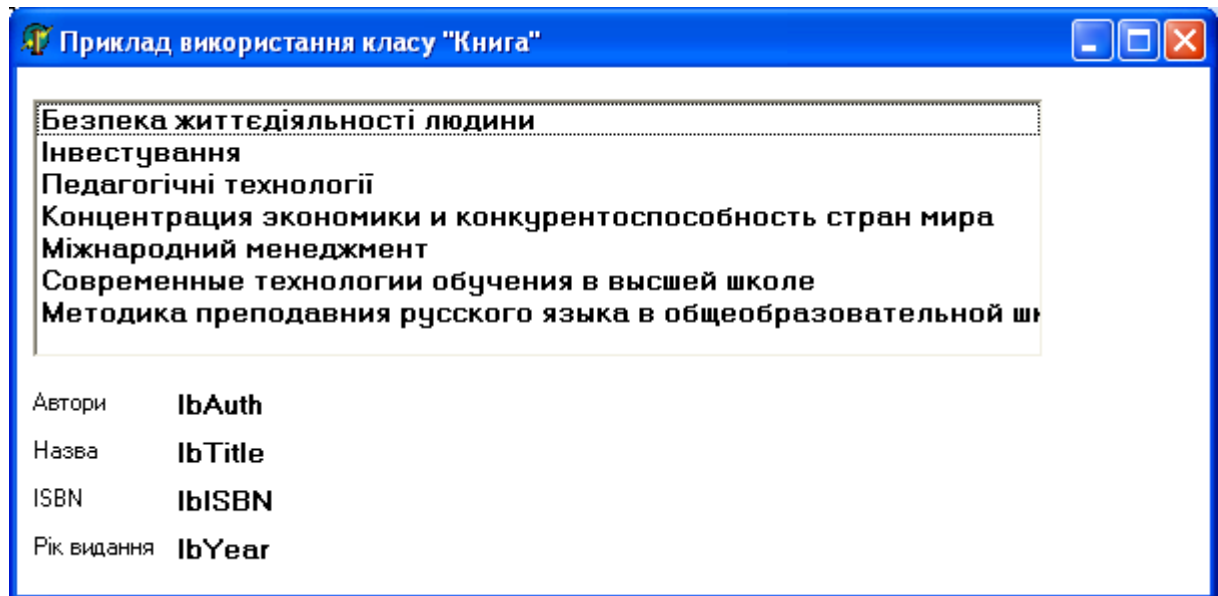 Приклад використання класу "Книга"
Безпека життєдіяльності людини
Інвестування
Педагогічні технології
Концентрация экономики и конкурентоспособность стран мира
Міжнародний менеджмент
Современные технологии обучения в высшей школе
Методика преподавния русского языка в общеобразовательной
Автори lbAuth
Назва lbTitle
ISBN lbISBN
Рік видання lbYear